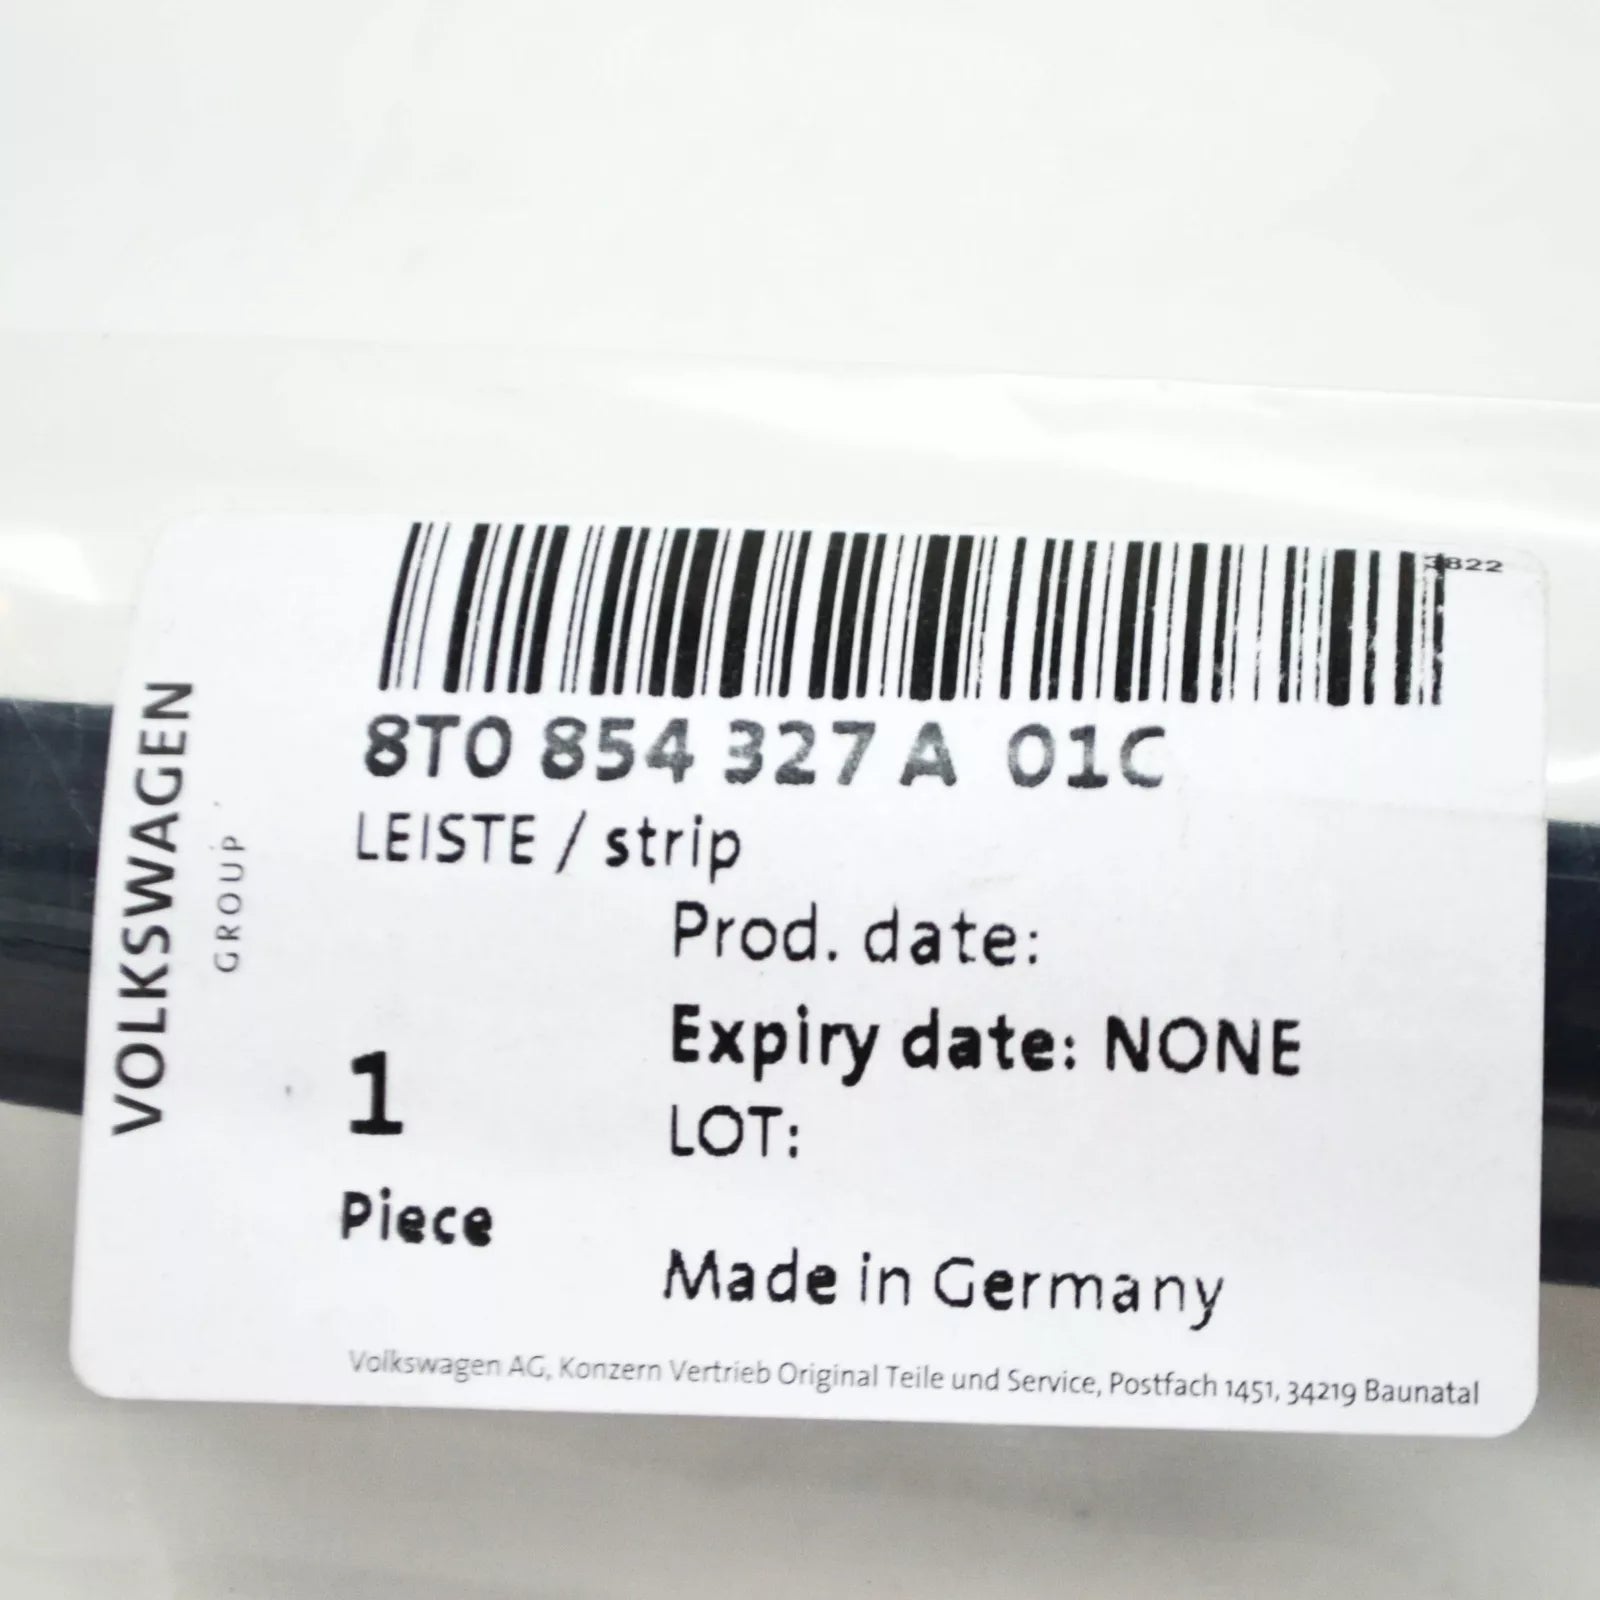 8T0 854 327 A 01C
LEISTE / strip
Prod. date:
Expiry date: NONE
LOT:
1
Piece
Made in Germany
Volkswagen AG, Konzern Vertrieb Original Teile und Service, Postfach 1451, 34219 Baunatal
VOLKSWAGEN
GROUP